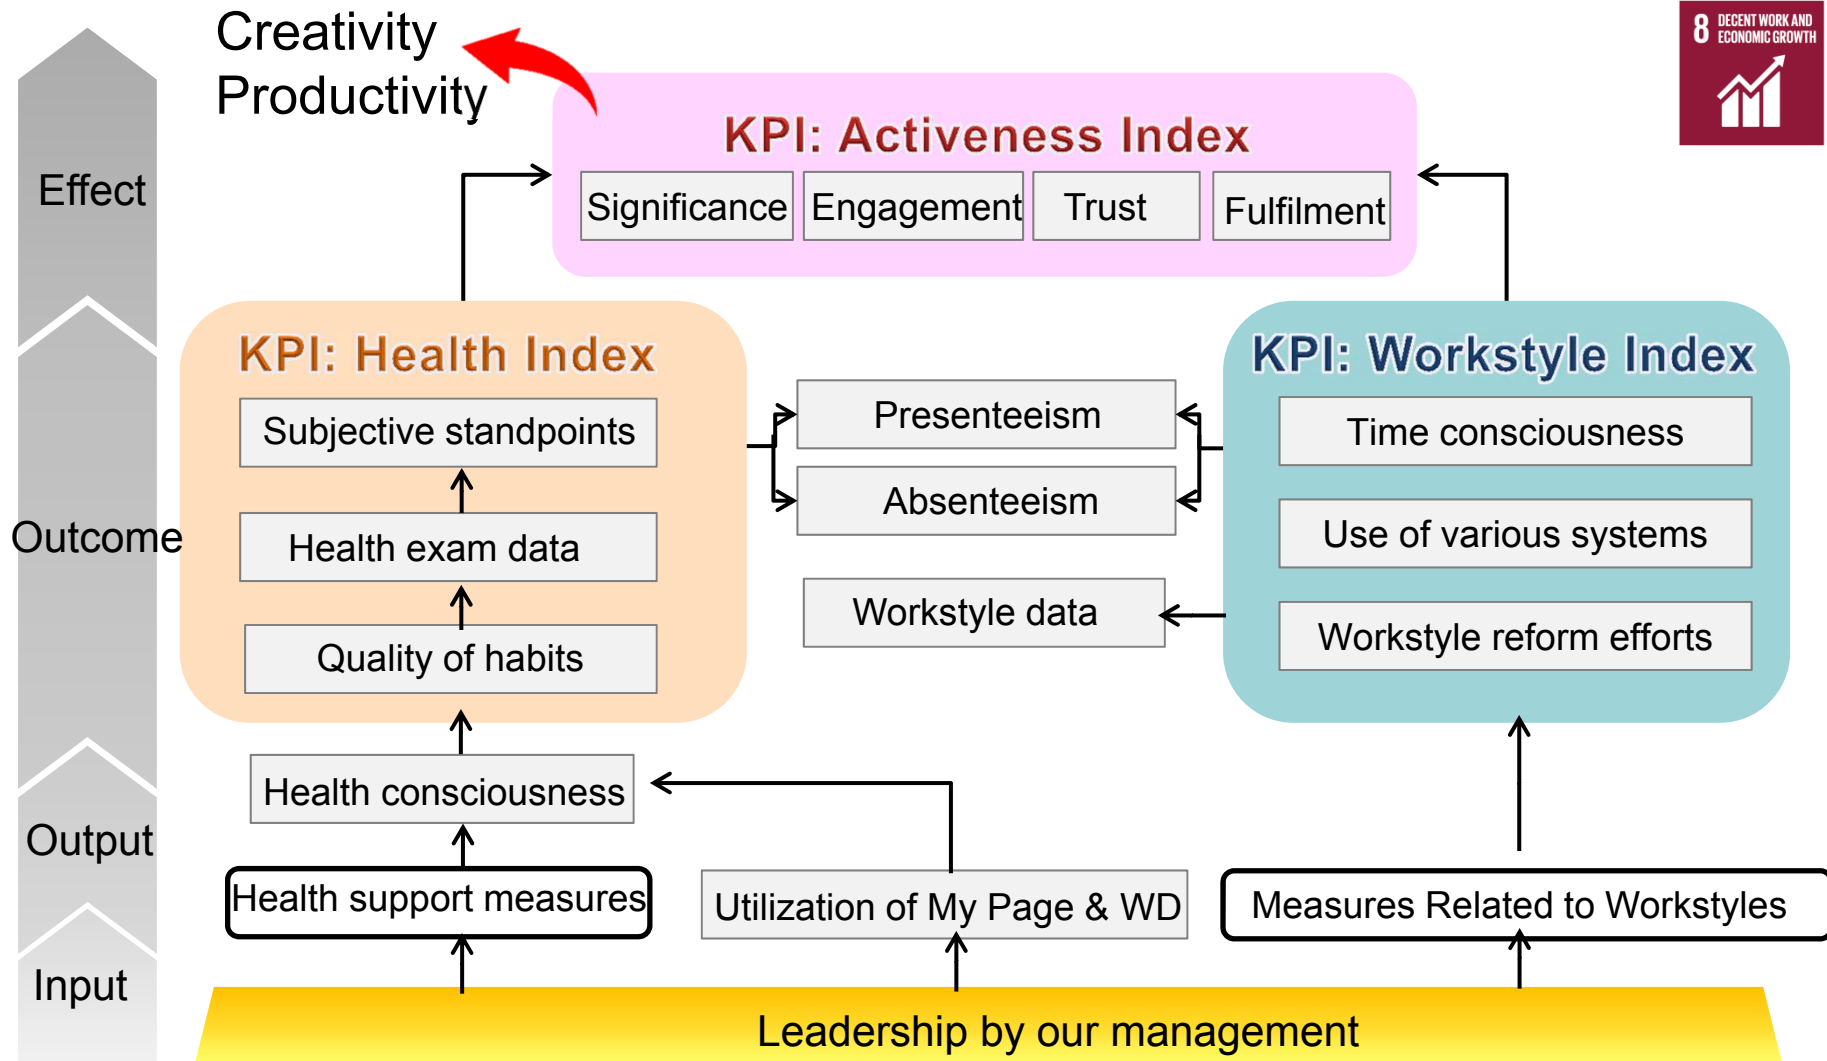 Creativity
Productivity
8 DECENT WORK AND
ECONOMIC GROWTH
KPI: Activeness Index
Significance
Engagement
Trust
Fulfilment
Effect
KPI: Health Index
Subjective standpoints
Health exam data
Quality of habits
Presenteeism
Absenteeism
Workstyle data
KPI: Workstyle Index
Time consciousness
Use of various systems
Workstyle reform efforts
Outcome
Health consciousness
Output
Health support measures
Utilization of My Page & WD
Measures Related to Workstyles
Input
Leadership by our management